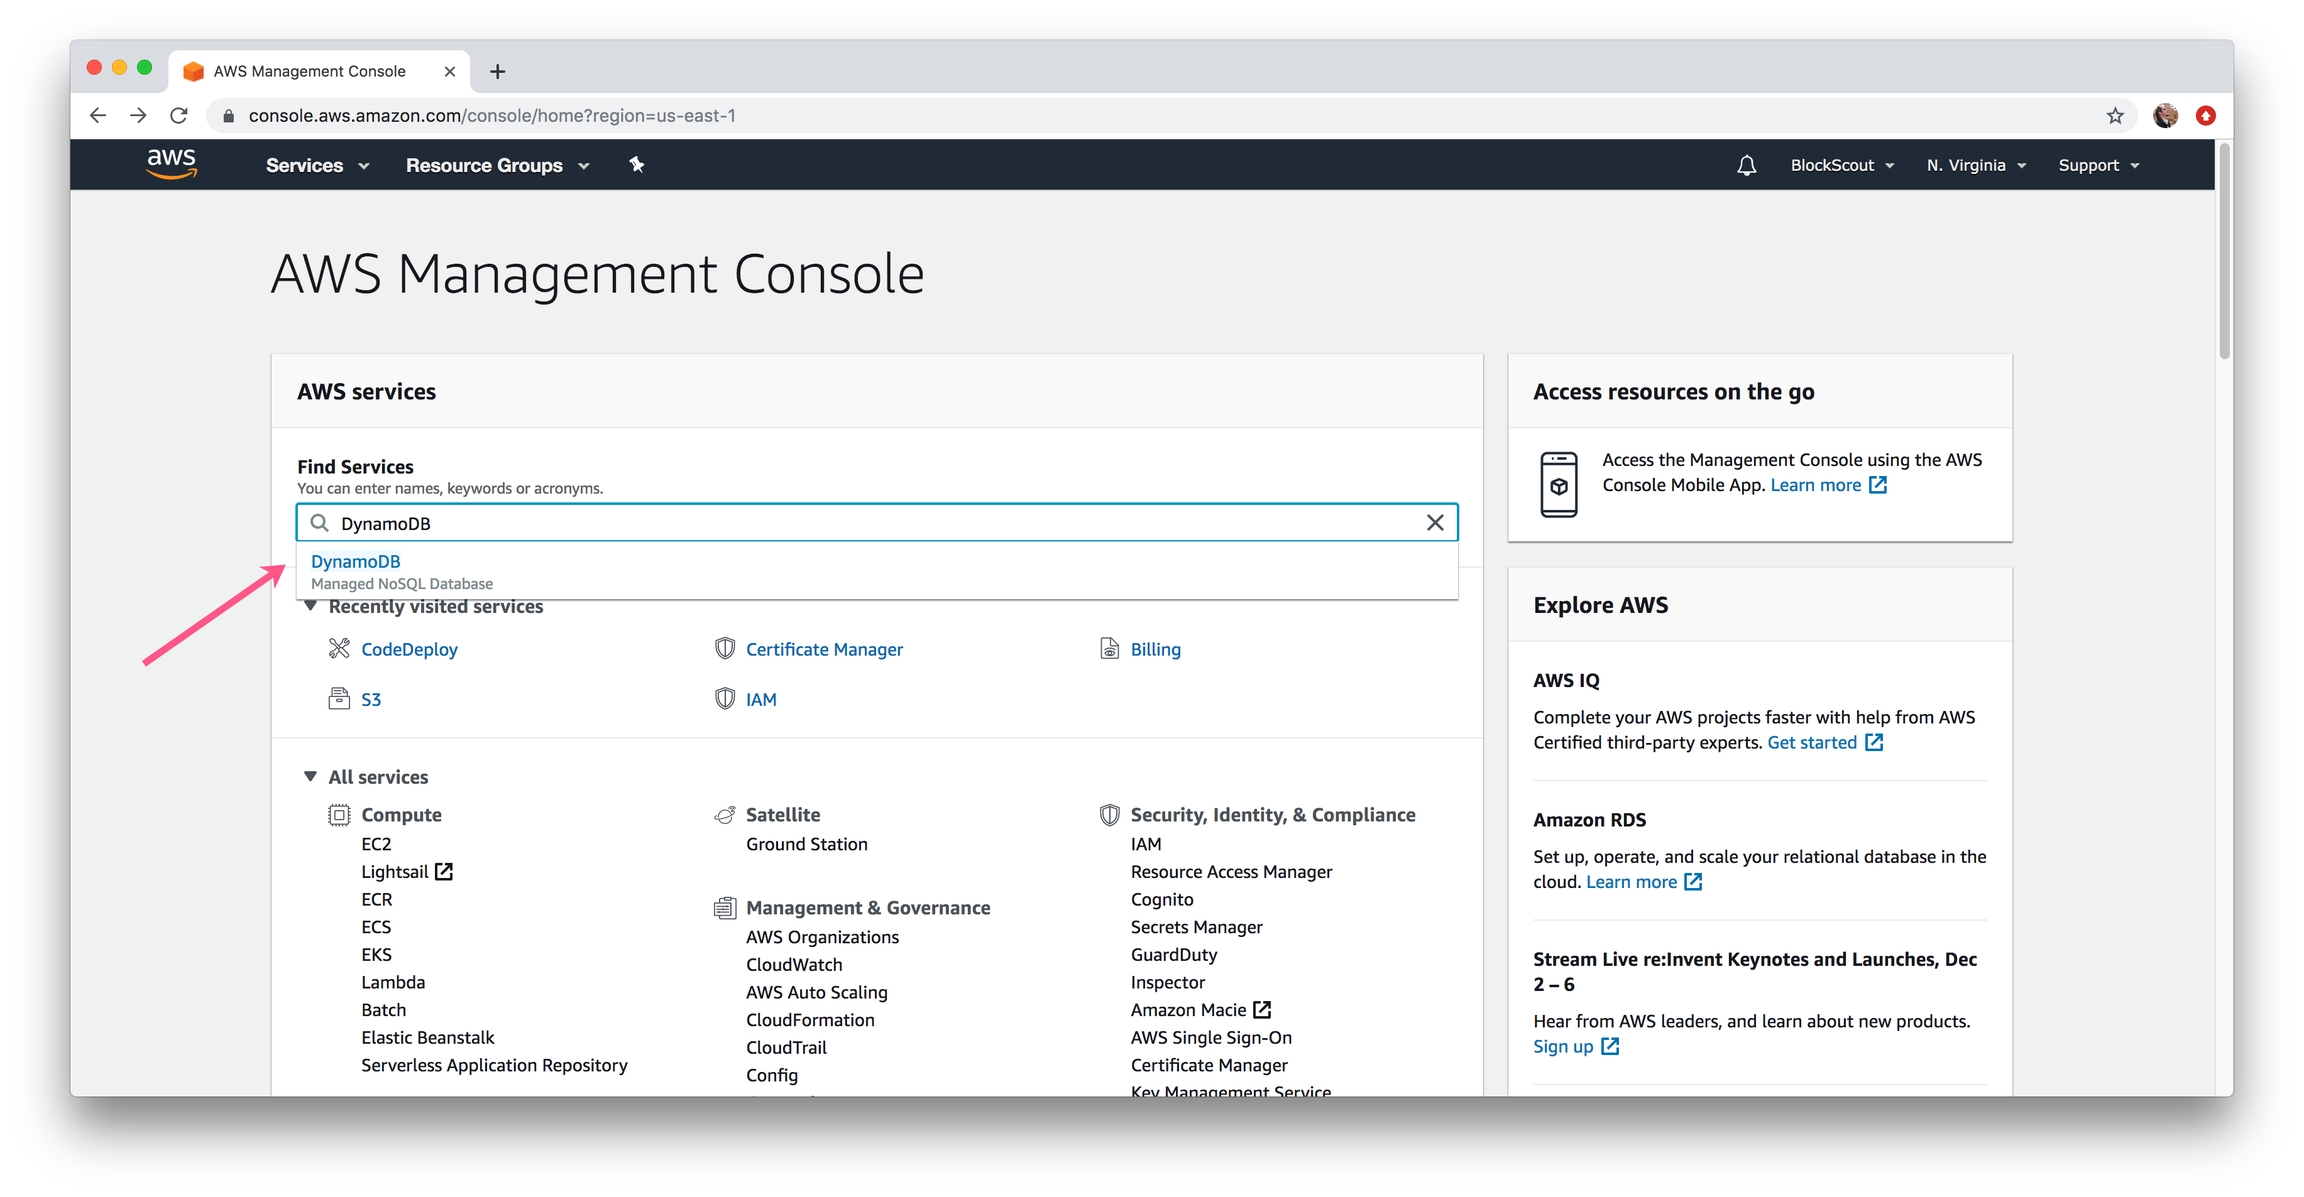 AWS Management Console
console.aws.amazon.com/console/home?region=us-east-1
aws
Services
Resource Groups
BlockScout
N. Virginia
Support
AWS Management Console
AWS services
Find Services
You can enter names, keywords or acronyms.
DynamoDB
DynamoDB
Managed NoSQL Database
Recently visited services
CodeDeploy
Certificate Manager
Billing
S3
IAM
All services
Compute
EC2
Lightsail
ECR
ECS
EKS
Lambda
Batch
Elastic Beanstalk
Serverless Application Repository
Satellite
Ground Station
Management & Governance
AWS Organizations
CloudWatch
AWS Auto Scaling
CloudFormation
CloudTrail
Config
Security, Identity, & Compliance
IAM
Resource Access Manager
Cognito
Secrets Manager
GuardDuty
Inspector
Amazon Macie
AWS Single Sign-On
Certificate Manager
Key Management Service
Access resources on the go
Access the Management Console using the AWS
Console Mobile App. Learn more
Explore AWS
AWS IQ
Complete your AWS projects faster with help from AWS
Certified third-party experts. Get started
Amazon RDS
Set up, operate, and scale your relational database in the
cloud. Learn more
Stream Live re:Invent Keynotes and Launches, Dec
2 – 6
Hear from AWS leaders, and learn about new products.
Sign up